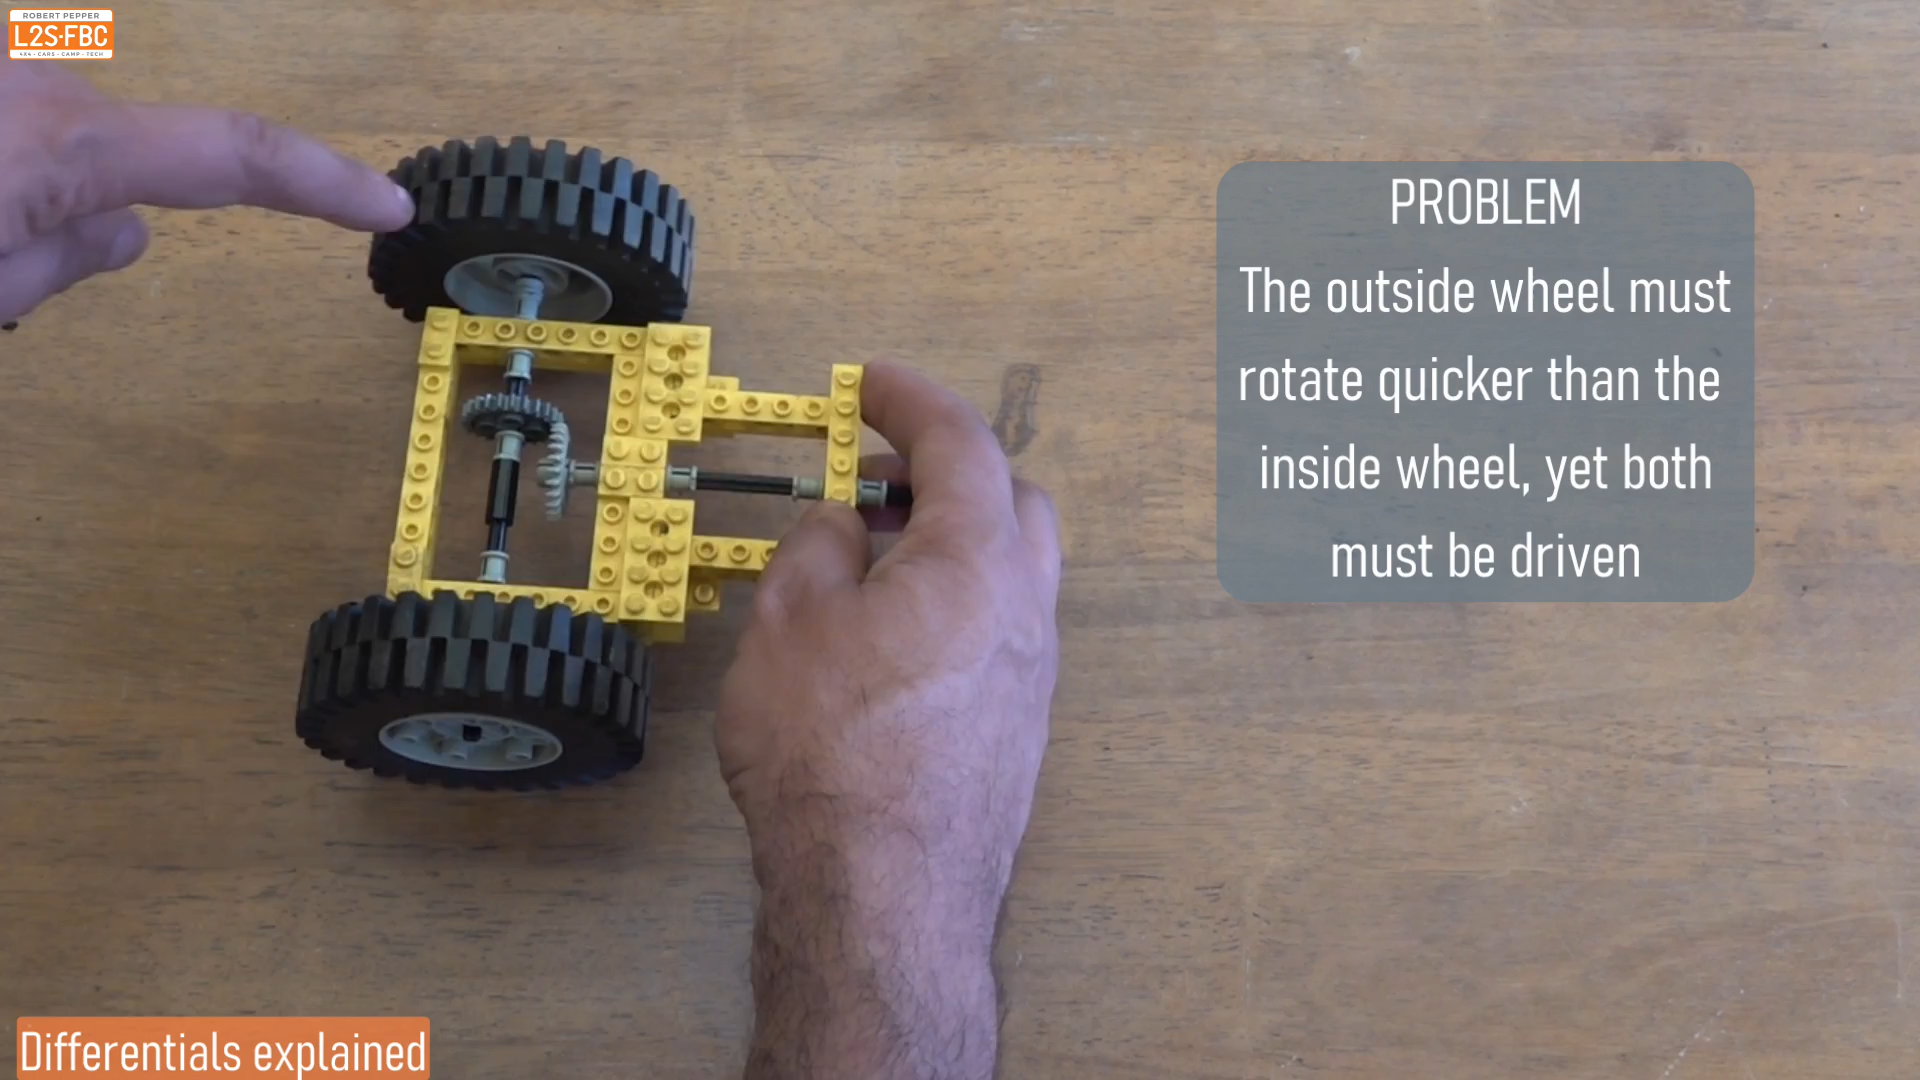 ROBERT PEPPER
L2S-FBC
4X4 • CARS • CAMP • TECH
PROBLEM
The outside wheel must
rotate quicker than the
inside wheel, yet both
must be driven
Differentials explained